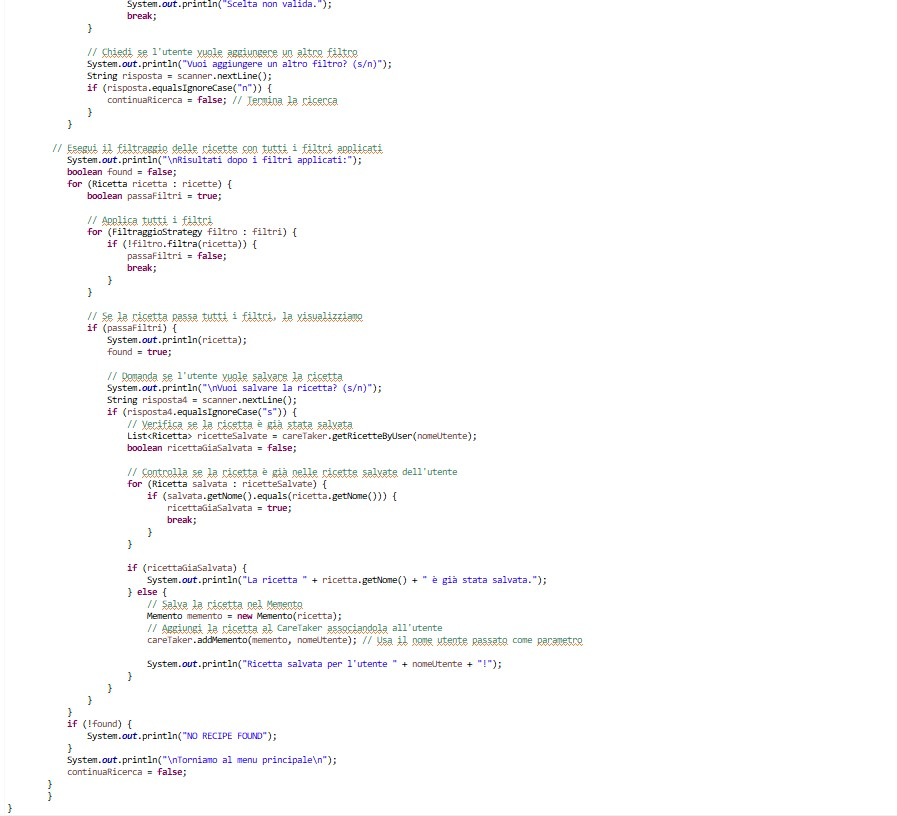 System.out.println("Scelta non valida.");
break;
}
// Chiedi se l'utente vuole aggiungere un altro filtro
System.out.println("Vuoi aggiungere un altro filtro? (s/n)");
String risposta = scanner.nextLine();
if (risposta.equalsIgnoreCase("n")) {
continuaRicerca = false; // Termina la ricerca
}
}
// Esegui il filtraggio delle ricette con tutti i filtri applicati
System.out.println("\nRisultati dopo i filtri applicati:");
boolean found = false;
for (Ricetta ricetta : ricette) {
boolean passaFiltri = true;
// Applica tutti i filtri
for (FiltraggioStrategy filtro : filtri) {
if (!filtro.filtra(ricetta)) {
passaFiltri = false;
break;
}
}
// Se la ricetta passa tutti i filtri, la visualizziamo
if (passaFiltri) {
System.out.println(ricetta);
found = true;
// Domanda se l'utente vuole salvare la ricetta
System.out.println("\nVuoi salvare la ricetta? (s/n)");
String risposta4 = scanner.nextLine();
if (risposta4.equalsIgnoreCase("s")) {
// Verifica se la ricetta è già stata salvata
List<Ricetta> ricetteSalvate = careTaker.getRicetteByUser(nomeUtente);
boolean ricettaGiaSalvata = false;
// Controlla se la ricetta è già nelle ricette salvate dell'utente
for (Ricetta salvata : ricetteSalvate) {
if (salvata.getNome().equals(ricetta.getNome())) {
ricettaGiaSalvata = true;
break;
}
}
if (ricettaGiaSalvata) {
System.out.println("La ricetta " + ricetta.getNome() + " è già stata salvata.");
} else {
// Salva la ricetta nel Memento
Memento memento = new Memento(ricetta);
// Aggiungi la ricetta al CareTaker associandola all'utente
careTaker.addMemento(memento, nomeUtente); // Usa il nome utente passato come parametro
System.out.println("Ricetta salvata per l'utente " + nomeUtente + "!");
}
}
}
}
if (!found) {
System.out.println("NO RECIPE FOUND");
}
System.out.println("\nTorniamo al menu principale\n");
continuaRicerca = false;
}
}
}